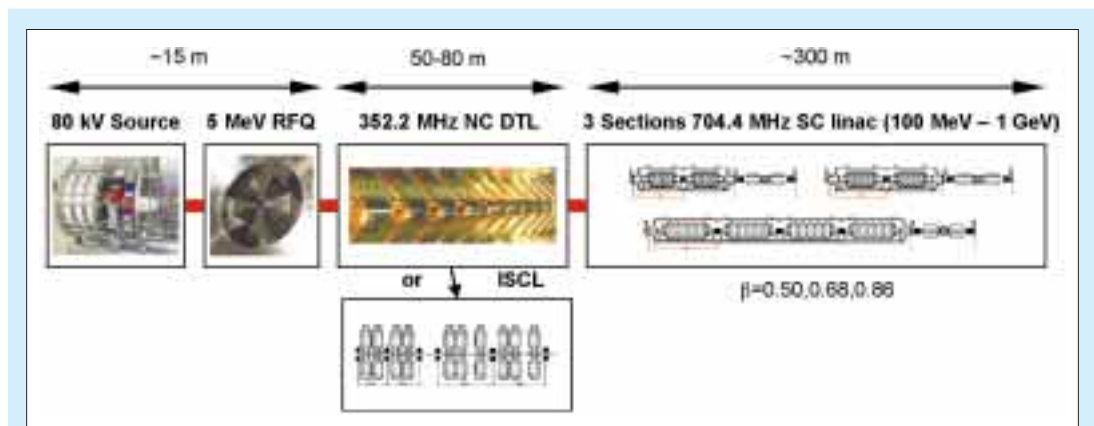 ~15 m 50-80 m ~300 m
80 kV Source 5 MeV RFQ 352.2 MHz NC DTL 3 Sections 704.4 MHz SC linac (100 MeV – 1 GeV)
or ISCL
β=0.50,0.68,0.86